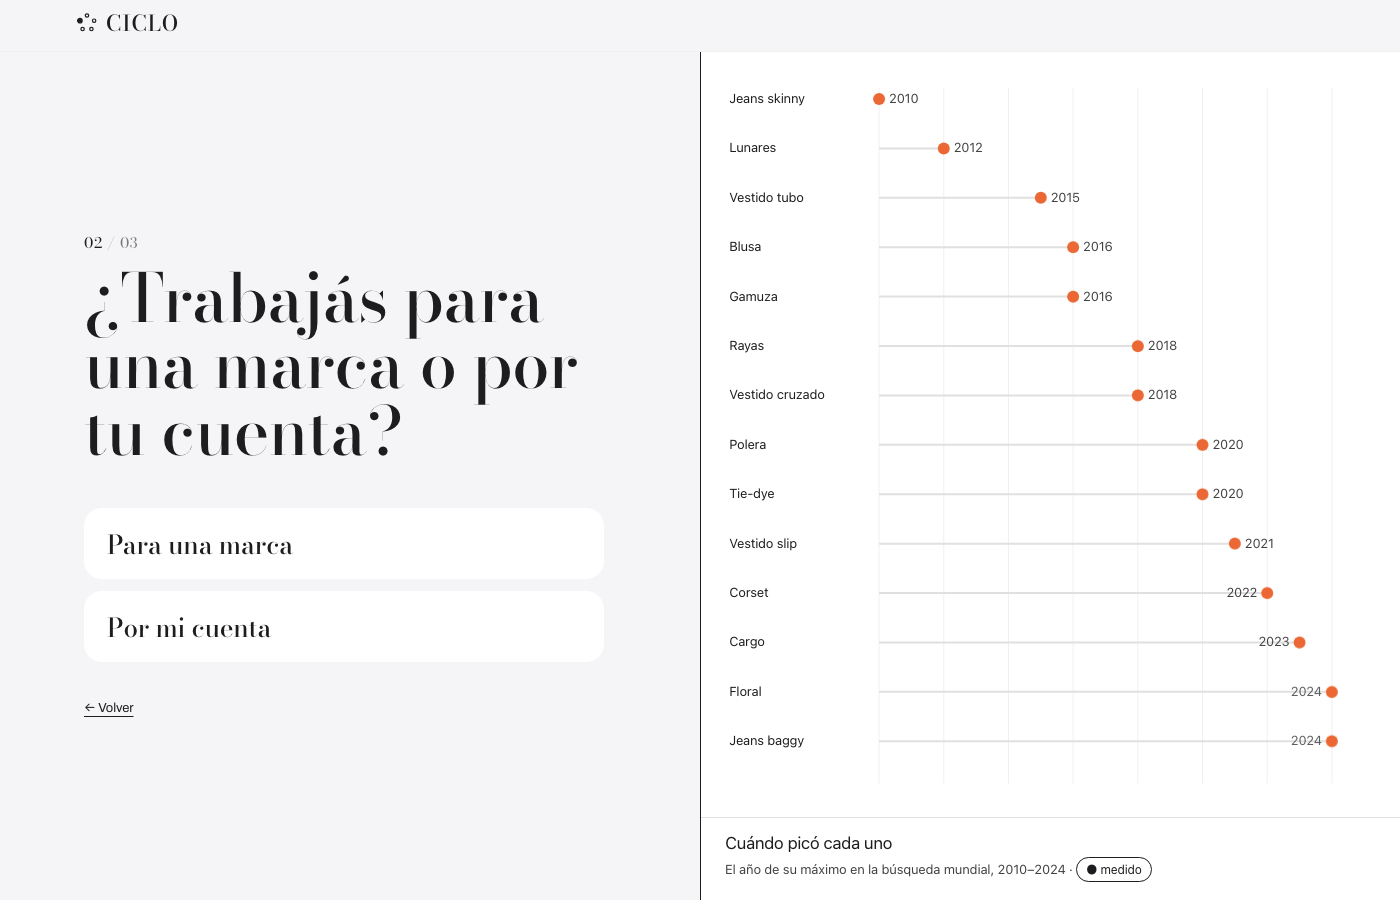 CICLO
02 / 03
¿Trabajás para
una marca o por
tu cuenta?
Para una marca
Por mi cuenta
← Volver
Jeans skinny 2010
Lunares 2012
Vestido tubo 2015
Blusa 2016
Gamuza 2016
Rayas 2018
Vestido cruzado 2018
Polera 2020
Tie-dye 2020
Vestido slip 2021
Corset 2022
Cargo 2023
Floral 2024
Jeans baggy 2024
Cuándo picó cada uno
El año de su máximo en la búsqueda mundial, 2010–2024 · ● medido